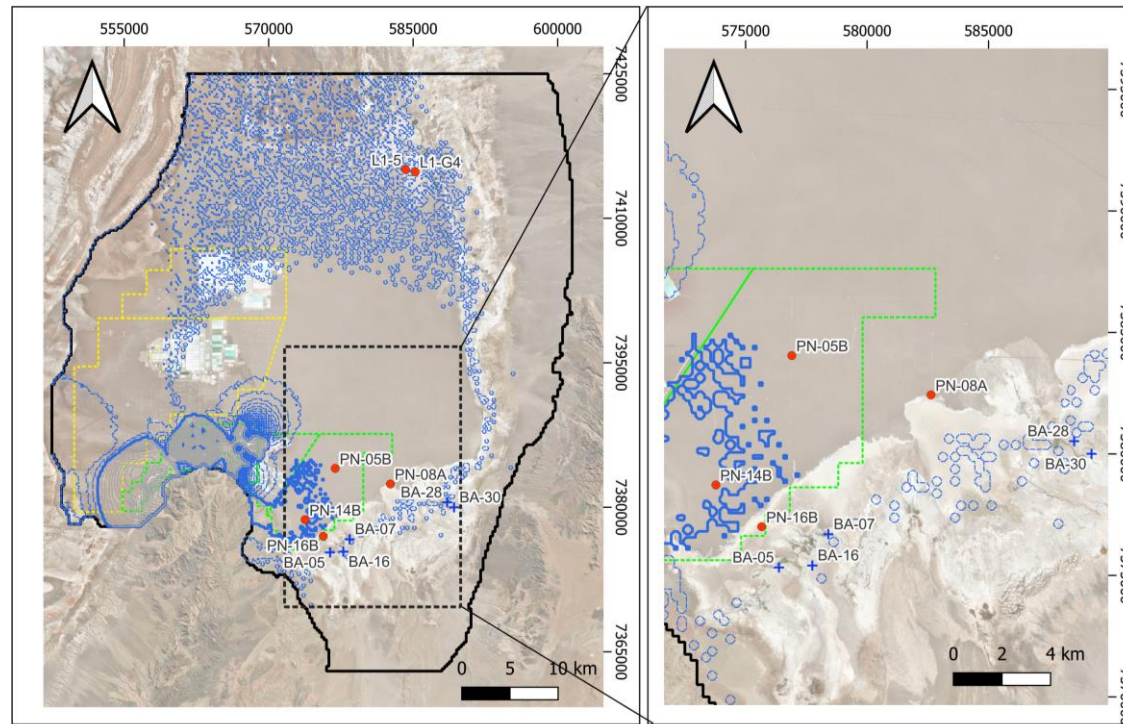 555000 570000 585000 600000
7425000
L1-5 L1-G4
7410000
7395000
PN-05B
PN-08A
BA-28
BA-30
7380000
PN-14B
PN-16B
BA-07
BA-05
BA-16
7365000
0 5 10 km
575000 580000 585000
PN-05B
PN-08A
BA-28
BA-30
PN-14B
PN-16B
BA-07
BA-05
BA-16
0 2 4 km